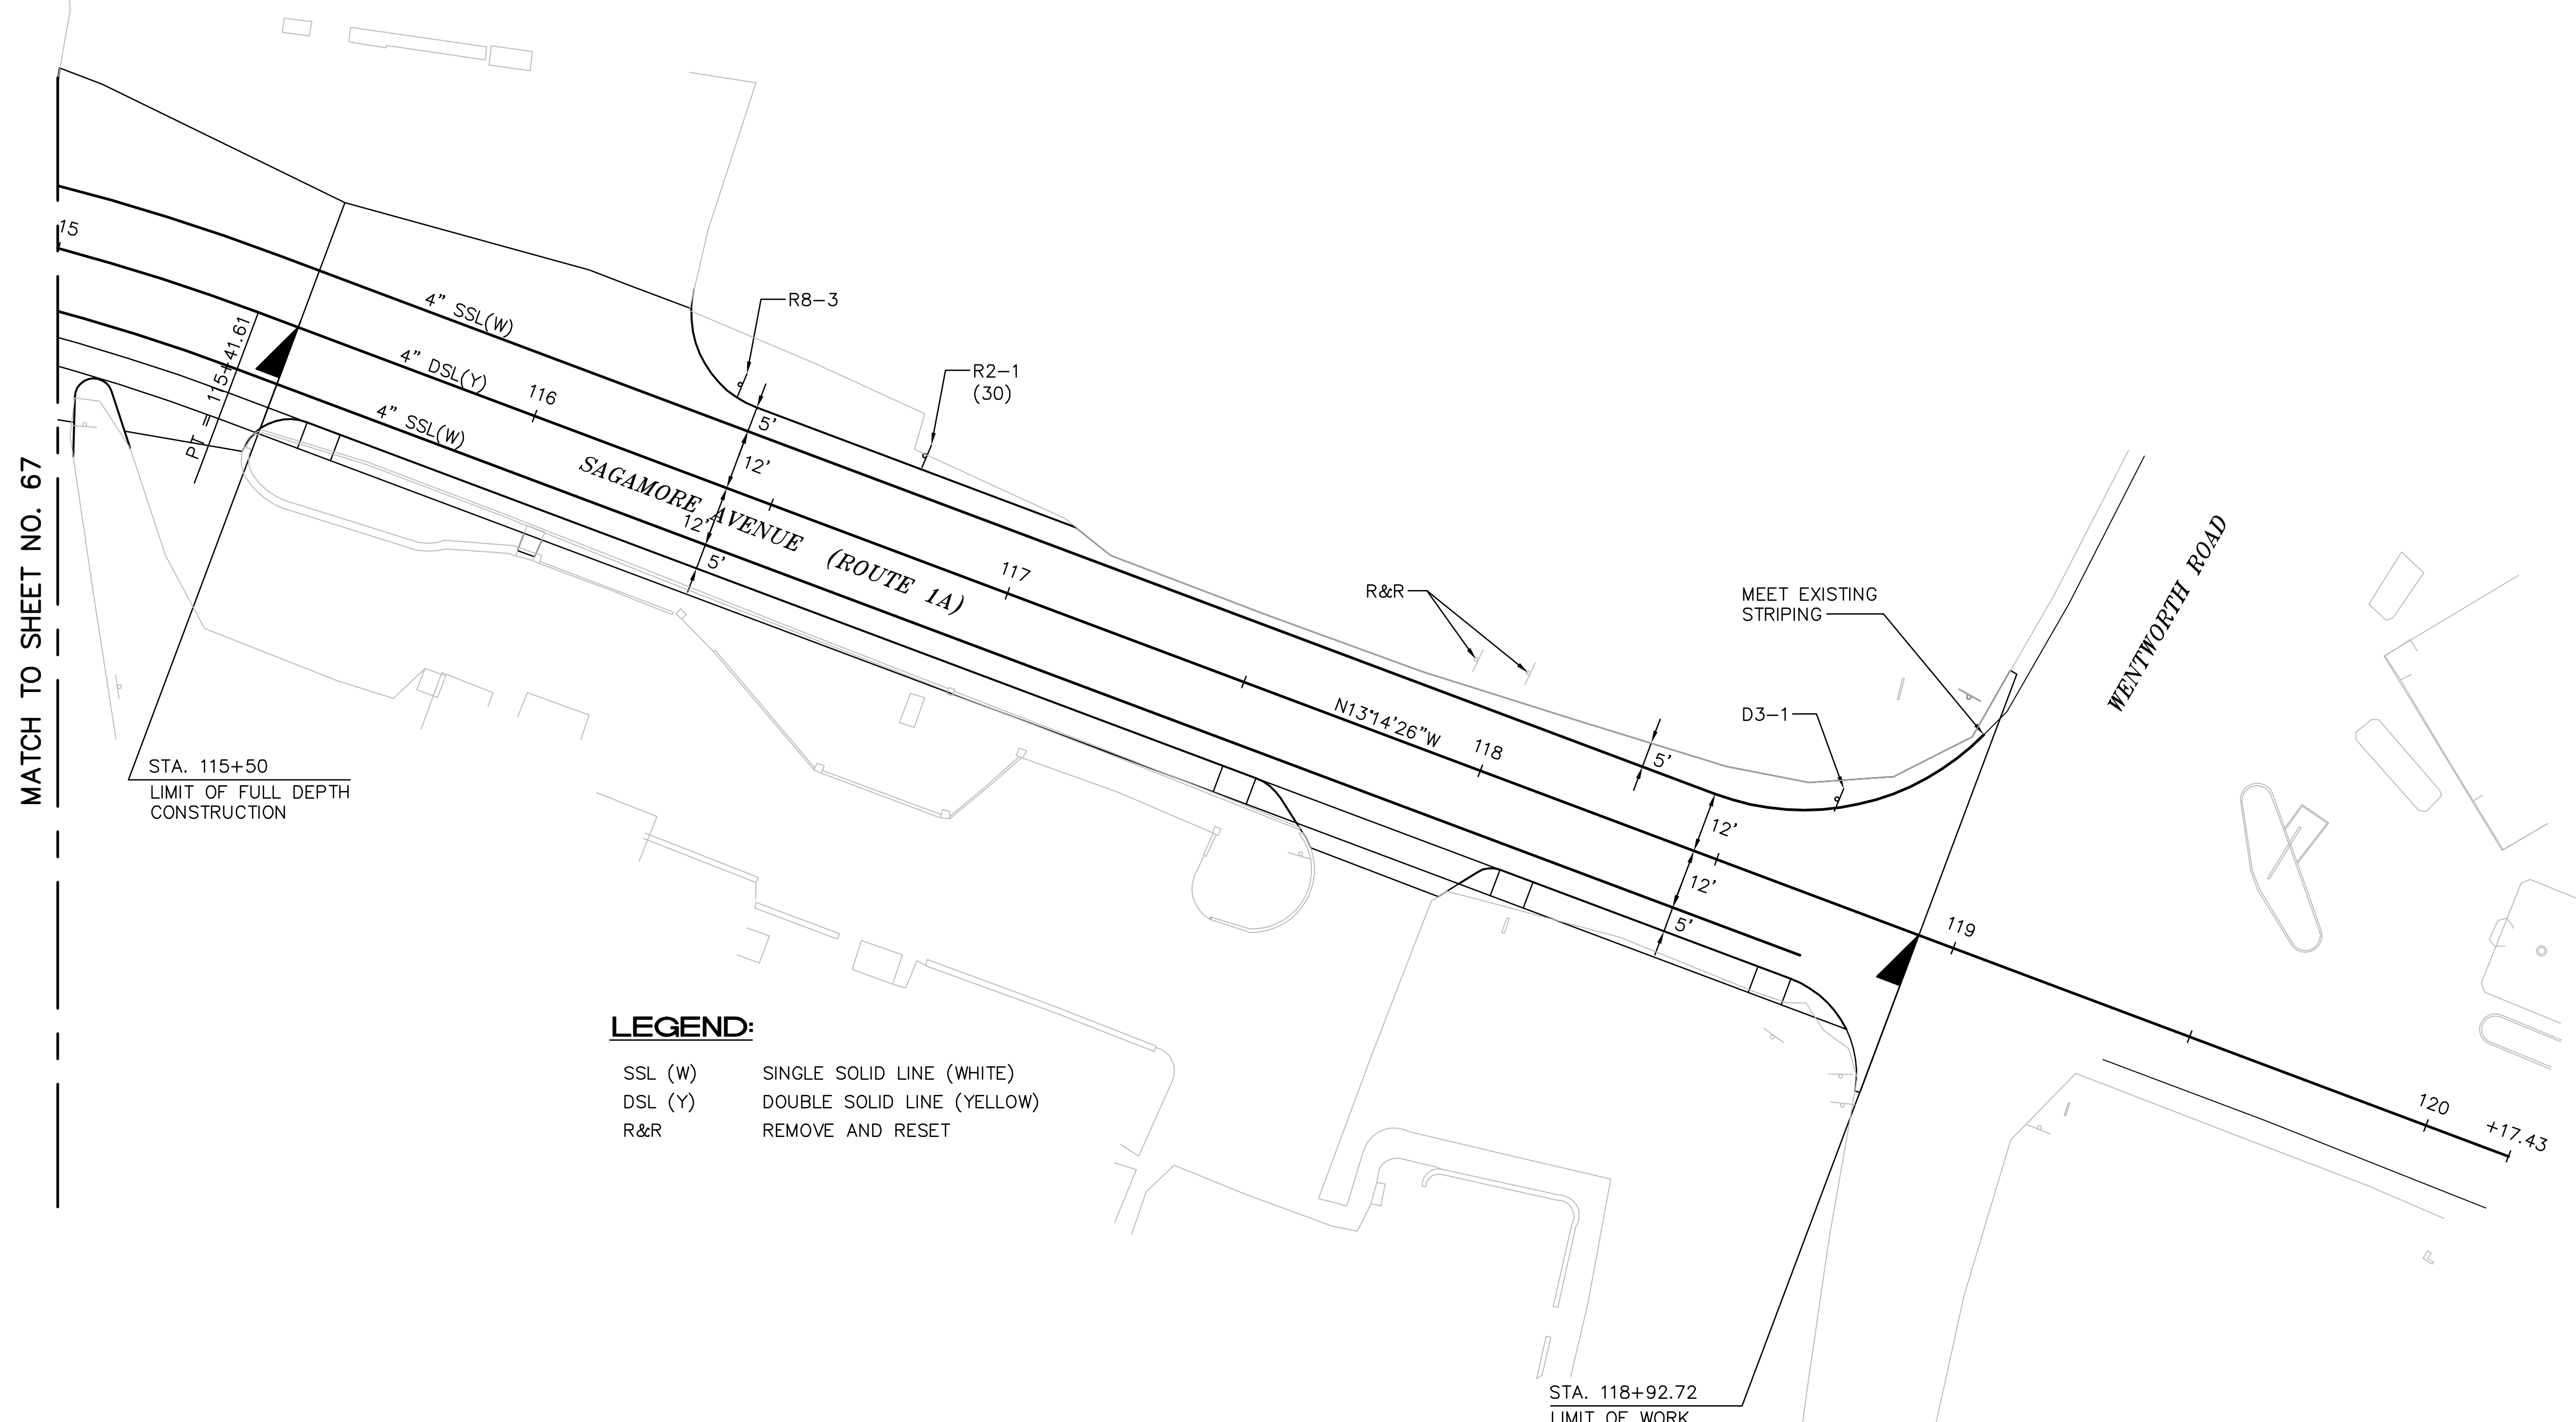 MATCH TO SHEET NO. 67
15
PT = 115+41.61
4" SSL(W)
4" DSL(Y)
4" SSL(W)
116
R8-3
R2-1
(30)
5'
12'
12'
5'
SAGAMORE AVENUE (ROUTE 1A)
117
R&R
MEET EXISTING
STRIPING
WENTWORTH ROAD
N13°14'26"W
118
D3-1
5'
12'
12'
5'
119
120
+17.43
STA. 115+50
LIMIT OF FULL DEPTH
CONSTRUCTION
LEGEND:
SSL (W) SINGLE SOLID LINE (WHITE)
DSL (Y) DOUBLE SOLID LINE (YELLOW)
R&R REMOVE AND RESET
STA. 118+92.72
LIMIT OF WORK